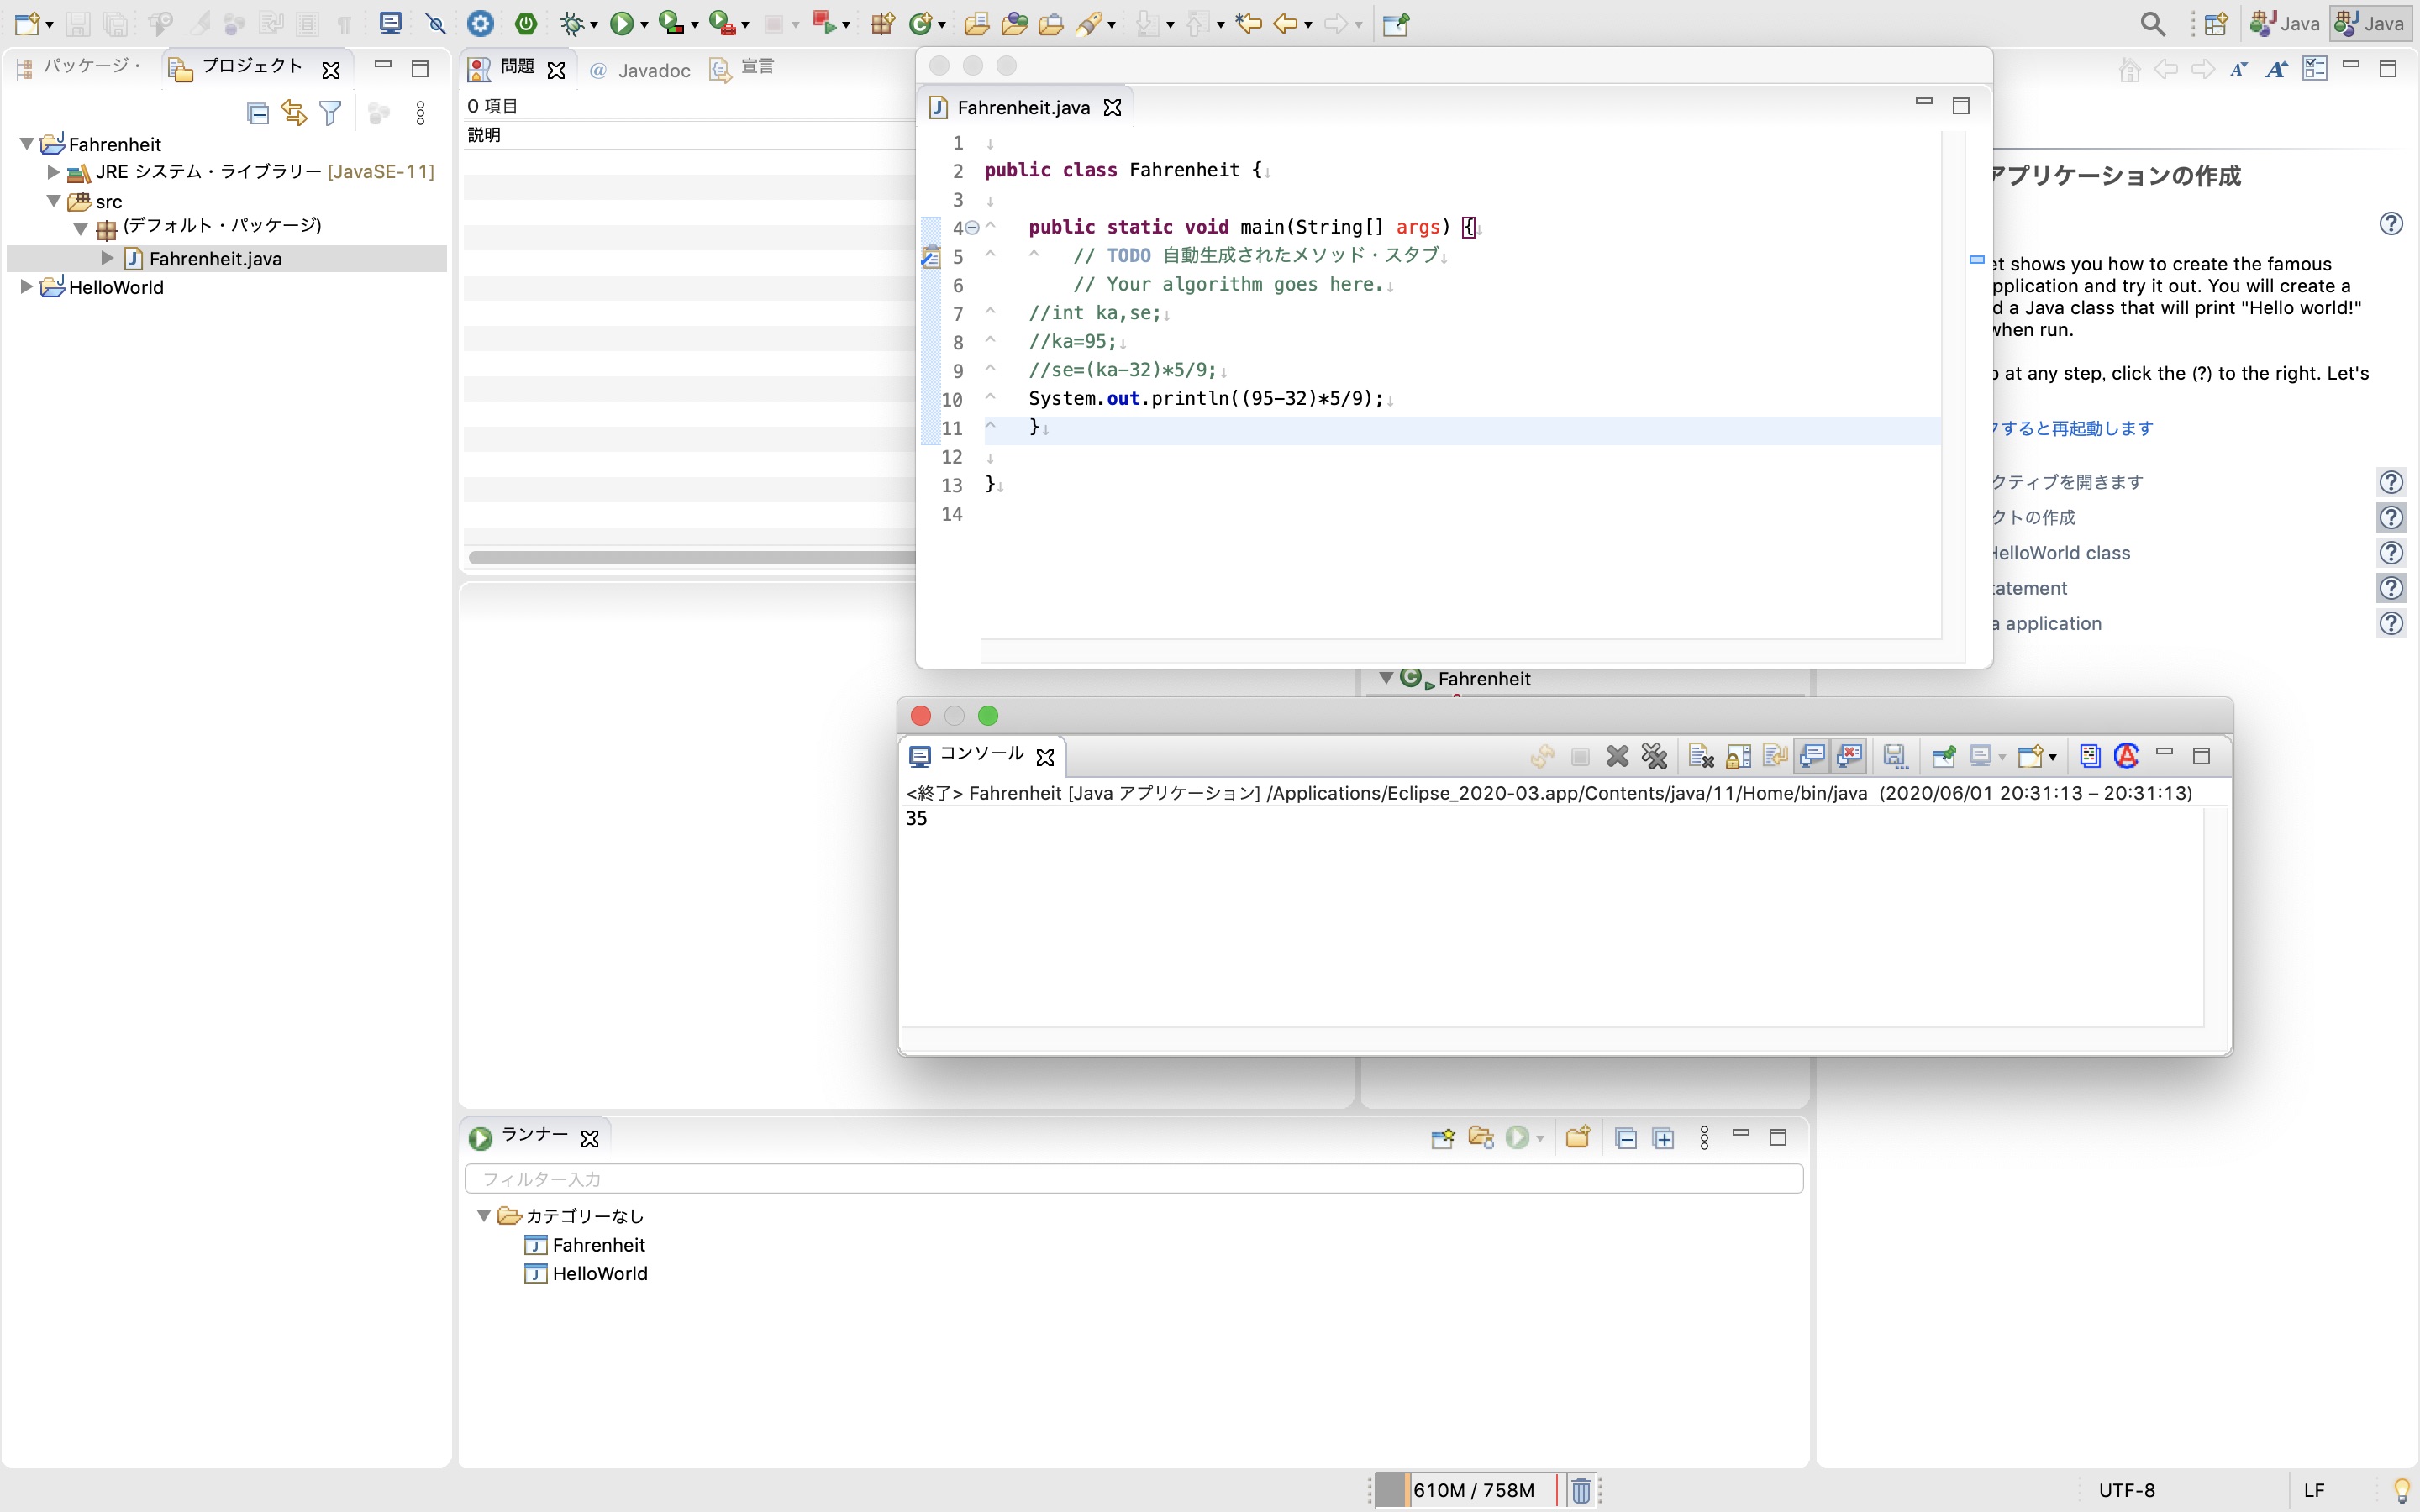 Java
Java
パッケージ・
プロジェクト
Fahrenheit
JRE システム・ライブラリー [JavaSE-11]
src
(デフォルト・パッケージ)
Fahrenheit.java
HelloWorld
問題
@ Javadoc
宣言
0 項目
説明
Fahrenheit.java
1
2 public class Fahrenheit {
3
4 public static void main(String[] args) {
5 // TODO 自動生成されたメソッド・スタブ
6 // Your algorithm goes here.
7 //int ka,se;
8 //ka=95;
9 //se=(ka-32)*5/9;
10 System.out.println((95-32)*5/9);
11 }
12
13 }
14
アプリケーションの作成
et shows you how to create the famous
pplication and try it out. You will create a
d a Java class that will print "Hello world!"
when run.
p at any step, click the (?) to the right. Let's
クすると再起動します
クティブを開きます
クトの作成
HelloWorld class
tatement
a application
Fahrenheit
コンソール
<終了> Fahrenheit [Java アプリケーション] /Applications/Eclipse_2020-03.app/Contents/java/11/Home/bin/java (2020/06/01 20:31:13 – 20:31:13)
35
ランナー
フィルター入力
カテゴリーなし
Fahrenheit
HelloWorld
610M / 758M
UTF-8
LF